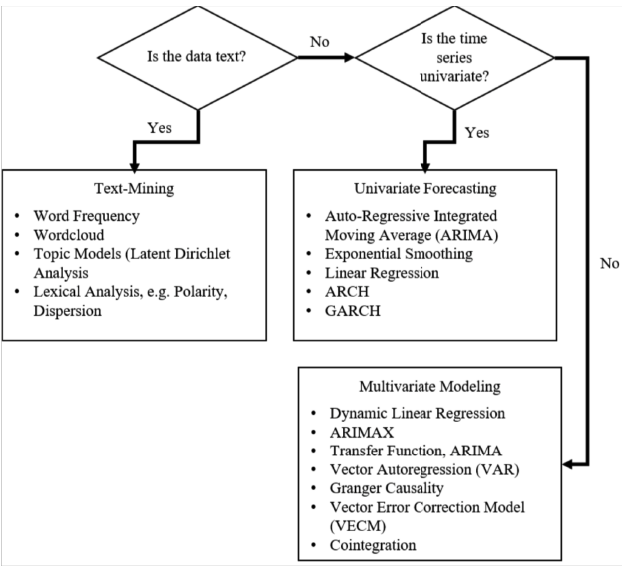 Is the data text?
No
Is the time
series
univariate?
Yes
Yes
Text-Mining
• Word Frequency
• Wordcloud
• Topic Models (Latent Dirichlet
Analysis
• Lexical Analysis, e.g. Polarity,
Dispersion
Univariate Forecasting
• Auto-Regressive Integrated
Moving Average (ARIMA)
• Exponential Smoothing
• Linear Regression
• ARCH
• GARCH
No
Multivariate Modeling
• Dynamic Linear Regression
• ARIMAX
• Transfer Function, ARIMA
• Vector Autoregression (VAR)
• Granger Causality
• Vector Error Correction Model
(VECM)
• Cointegration